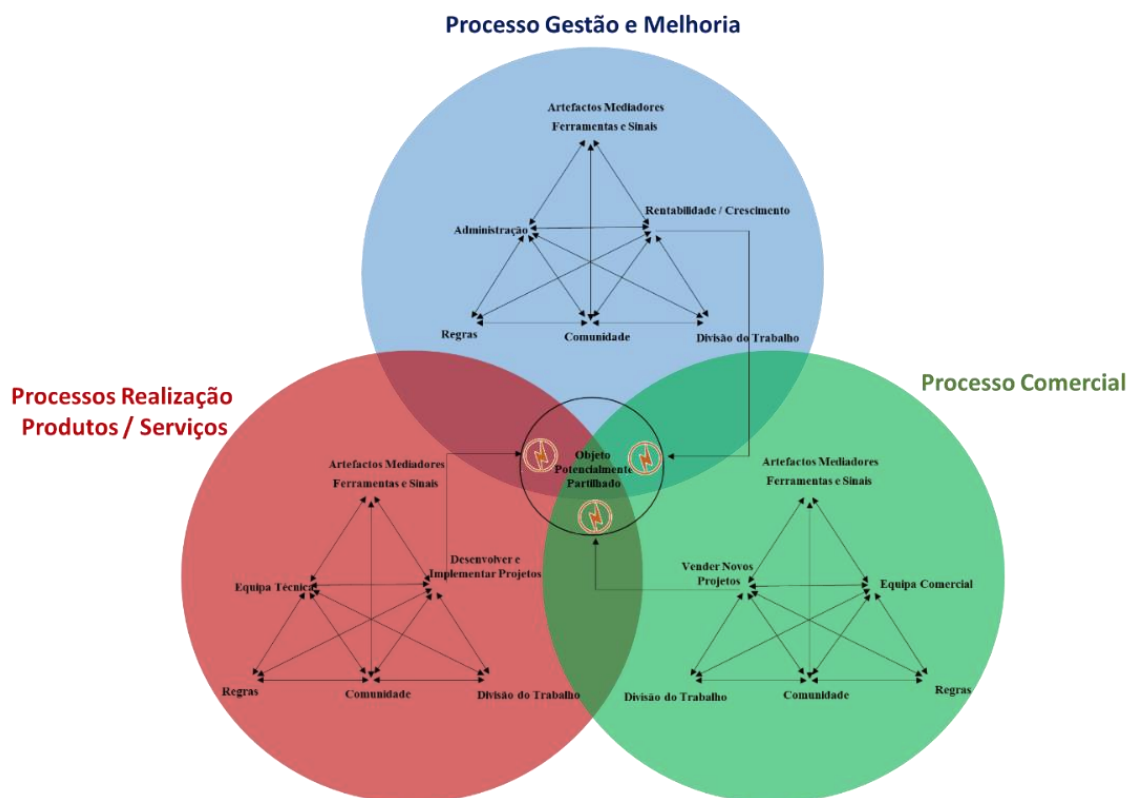 Processo Gestão e Melhoria
Artefactos Mediadores
Ferramentas e Sinais
Rentabilidade / Crescimento
Administração
Regras
Comunidade
Divisão do Trabalho
Processos Realização
Produtos / Serviços
Processo Comercial
Objeto
Potencialmente
Partilhado
Artefactos Mediadores
Ferramentas e Sinais
Desenvolver e
Implementar Projetos
Equipa Técnica
Regras
Comunidade
Divisão do Trabalho
Artefactos Mediadores
Ferramentas e Sinais
Vender Novos
Projetos
Equipa Comercial
Divisão do Trabalho
Comunidade
Regras